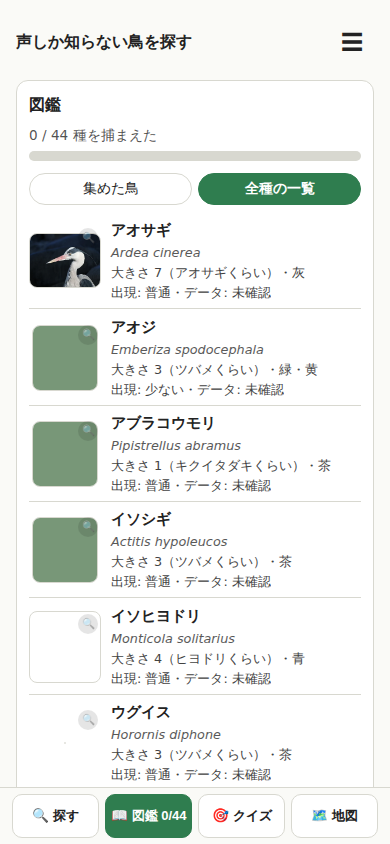 声しか知らない鳥を探す
図鑑
0 / 44 種を捕まえた
集めた鳥
全種の一覧
アオサギ
Ardea cinerea
大きさ 7（アオサギくらい）・灰
出現: 普通・データ: 未確認
アオジ
Emberiza spodocephala
大きさ 3（ツバメくらい）・緑・黄
出現: 少ない・データ: 未確認
アブラコウモリ
Pipistrellus abramus
大きさ 1（キクイタダキくらい）・茶
出現: 普通・データ: 未確認
イソシギ
Actitis hypoleucos
大きさ 3（ツバメくらい）・茶
出現: 普通・データ: 未確認
イソヒヨドリ
Monticola solitarius
大きさ 4（ヒヨドリくらい）・青
出現: 普通・データ: 未確認
ウグイス
Horornis diphone
大きさ 3（ツバメくらい）・茶
出現: 普通・データ: 未確認
探す
図鑑 0/44
クイズ
地図